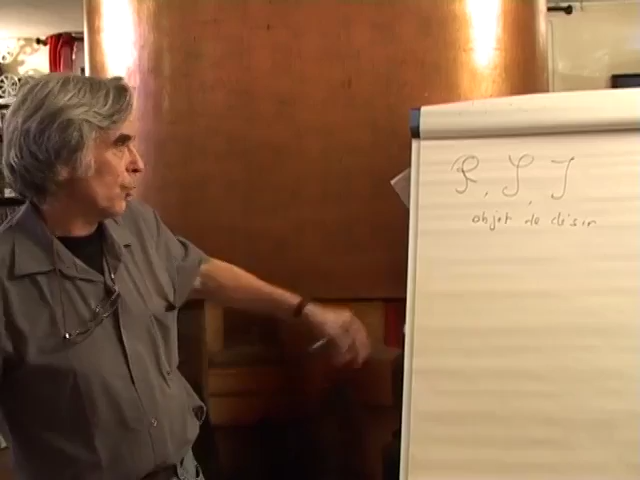 R, S, I
objet de désir